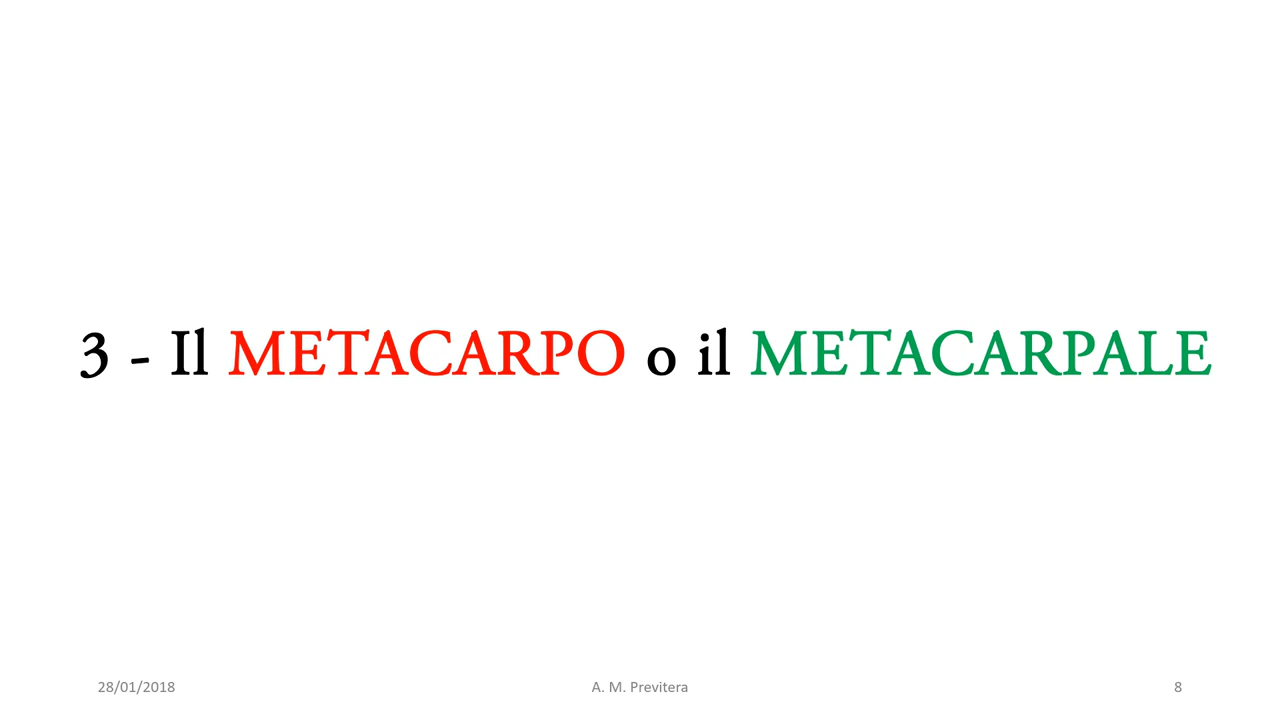 3 - Il METACARPO o il METACARPALE
28/01/2018
A. M. Previtera
8